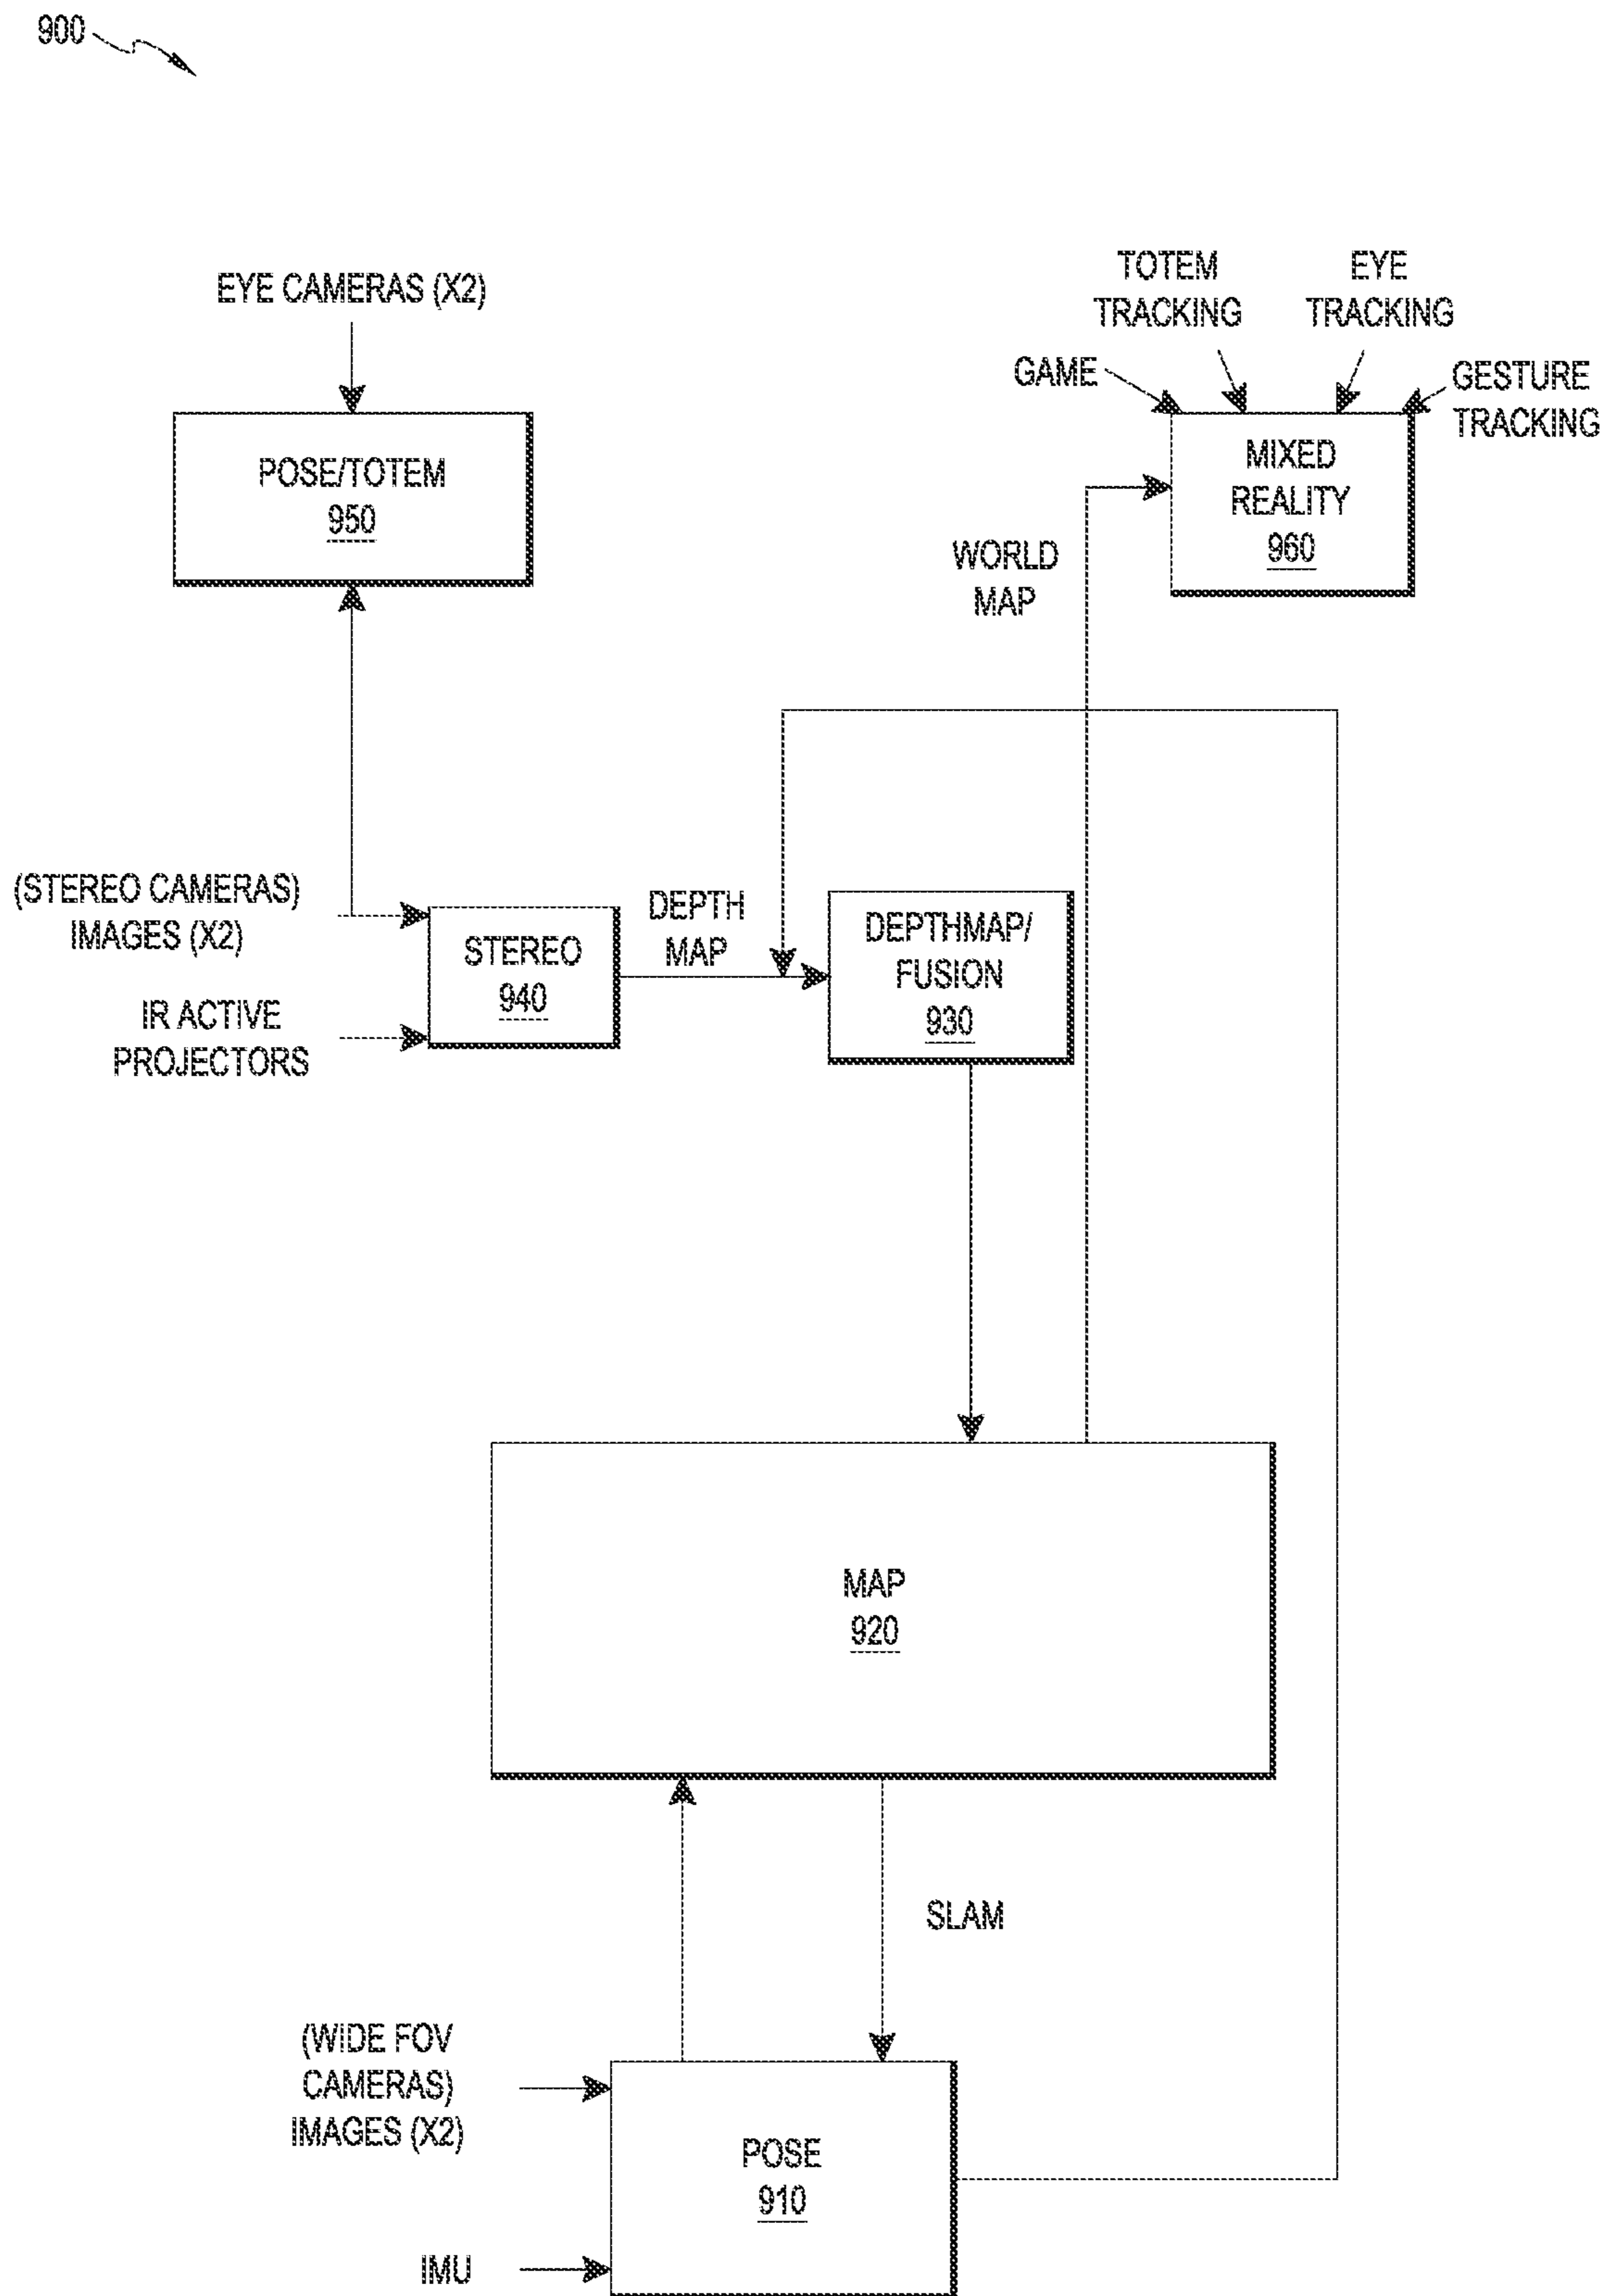 900
EYE CAMERAS (X2)
POSE/TOTEM
950
TOTEM
TRACKING
EYE
TRACKING
GAME
GESTURE
TRACKING
MIXED
REALITY
960
WORLD
MAP
(STEREO CAMERAS)
IMAGES (X2)
IR ACTIVE
PROJECTORS
STEREO
940
DEPTH
MAP
DEPTHMAP/
FUSION
930
MAP
920
SLAM
(WIDE FOV
CAMERAS)
IMAGES (X2)
IMU
POSE
910